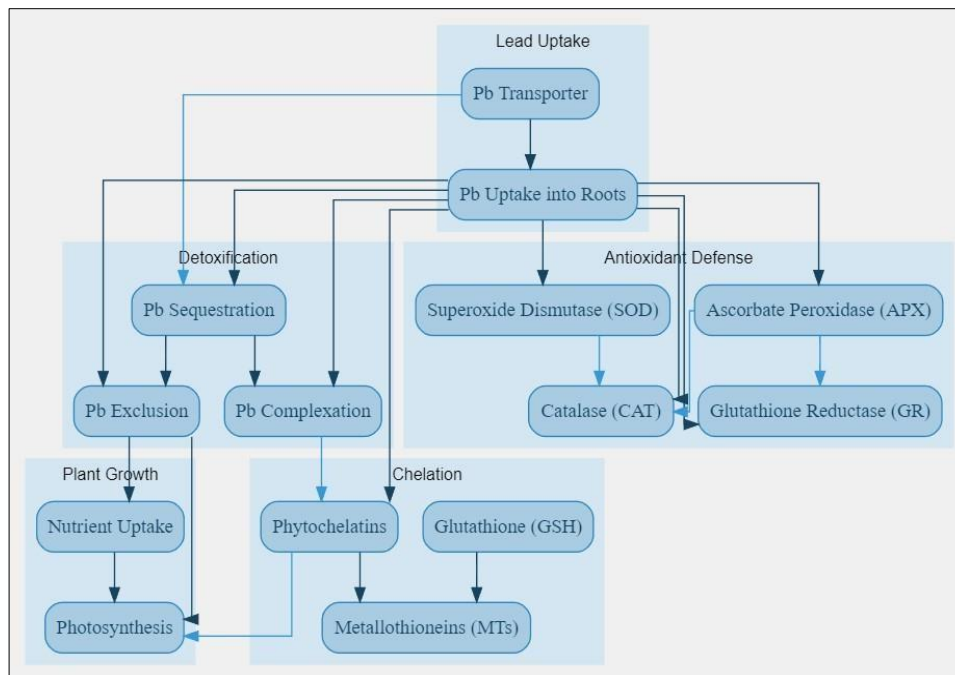 Lead Uptake
Pb Transporter
Pb Uptake into Roots
Detoxification
Antioxidant Defense
Pb Sequestration
Superoxide Dismutase (SOD)
Ascorbate Peroxidase (APX)
Pb Exclusion
Pb Complexation
Catalase (CAT)
Glutathione Reductase (GR)
Plant Growth
Chelation
Nutrient Uptake
Phytochelatins
Glutathione (GSH)
Photosynthesis
Metallothioneins (MTs)